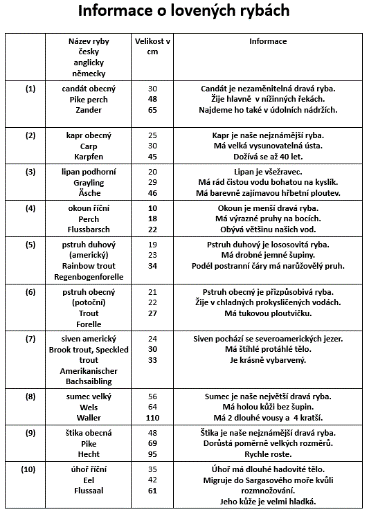 Informace o lovených rybách
Název ryby Velikost v Informace
česky cm
anglicky
německy
(1) candát obecný 30 Candát je nezaměnitelná dravá ryba.
Pike perch 48 Žije hlavně v nížinných řekách.
Zander 65 Najdeme ho také v údolních nádržích.
(2) kapr obecný 25 Kapr je naše nejznámější ryba.
Carp 30 Má velká vysunovatelná ústa.
Karpfen 45 Dožívá se až 40 let.
(3) lipan podhorní 20 Lipan je všežravec.
Grayling 29 Má rád čistou vodu bohatou na kyslík.
Äsche 46 Má barevně zajímavou hřbetní ploutev.
(4) okoun říční 10 Okoun je menší dravá ryba.
Perch 18 Má výrazné pruhy na bocích.
Flussbarsch 22 Obývá většinu našich vod.
(5) pstruh duhový 19 Pstruh duhový je lososovitá ryba.
(americký) 23 Má drobné jemné šupiny.
Rainbow trout 34 Podél postranní čáry má narůžovělý pruh.
Regenbogenforelle
(6) pstruh obecný 21 Pstruh obecný je přizpůsobivá ryba.
(potoční) 22 Žije v chladných prokysličených vodách.
Trout 27 Má tukovou ploutvičku.
Forelle
(7) siven americký 24 Siven pochází se severoamerických jezer.
Brook trout, Speckled 30 Má štíhlé protáhlé tělo.
trout 33 Je krásně vybarvený.
Amerikanischer
Bachsaibling
(8) sumec velký 56 Sumec je naše největší dravá ryba.
Wels 64 Má holou kůži bez šupin.
Waller 110 Má 2 dlouhé vousy a 4 kratší.
(9) štika obecná 48 Štika je naše nejznámější dravá ryba.
Pike 69 Dorůstá poměrně velkých rozměrů.
Hecht 95 Rychle roste.
(10) úhoř říční 35 Úhoř má dlouhé hadovité tělo.
Eel 42 Migruje do Sargasového moře kvůli
Flussaal 61 rozmnožování.
Jeho kůže je velmi hladká.